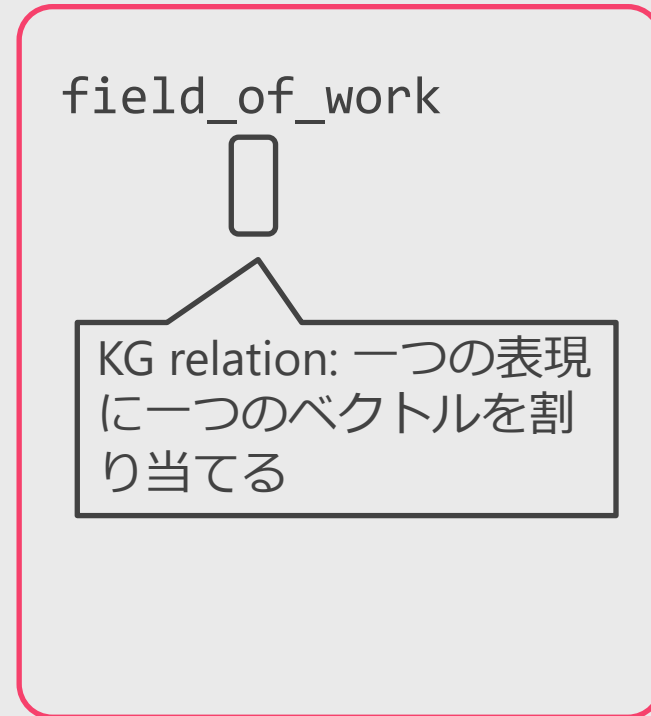 field_of_work
KG relation: 一つの表現
に一つのベクトルを割
り当てる